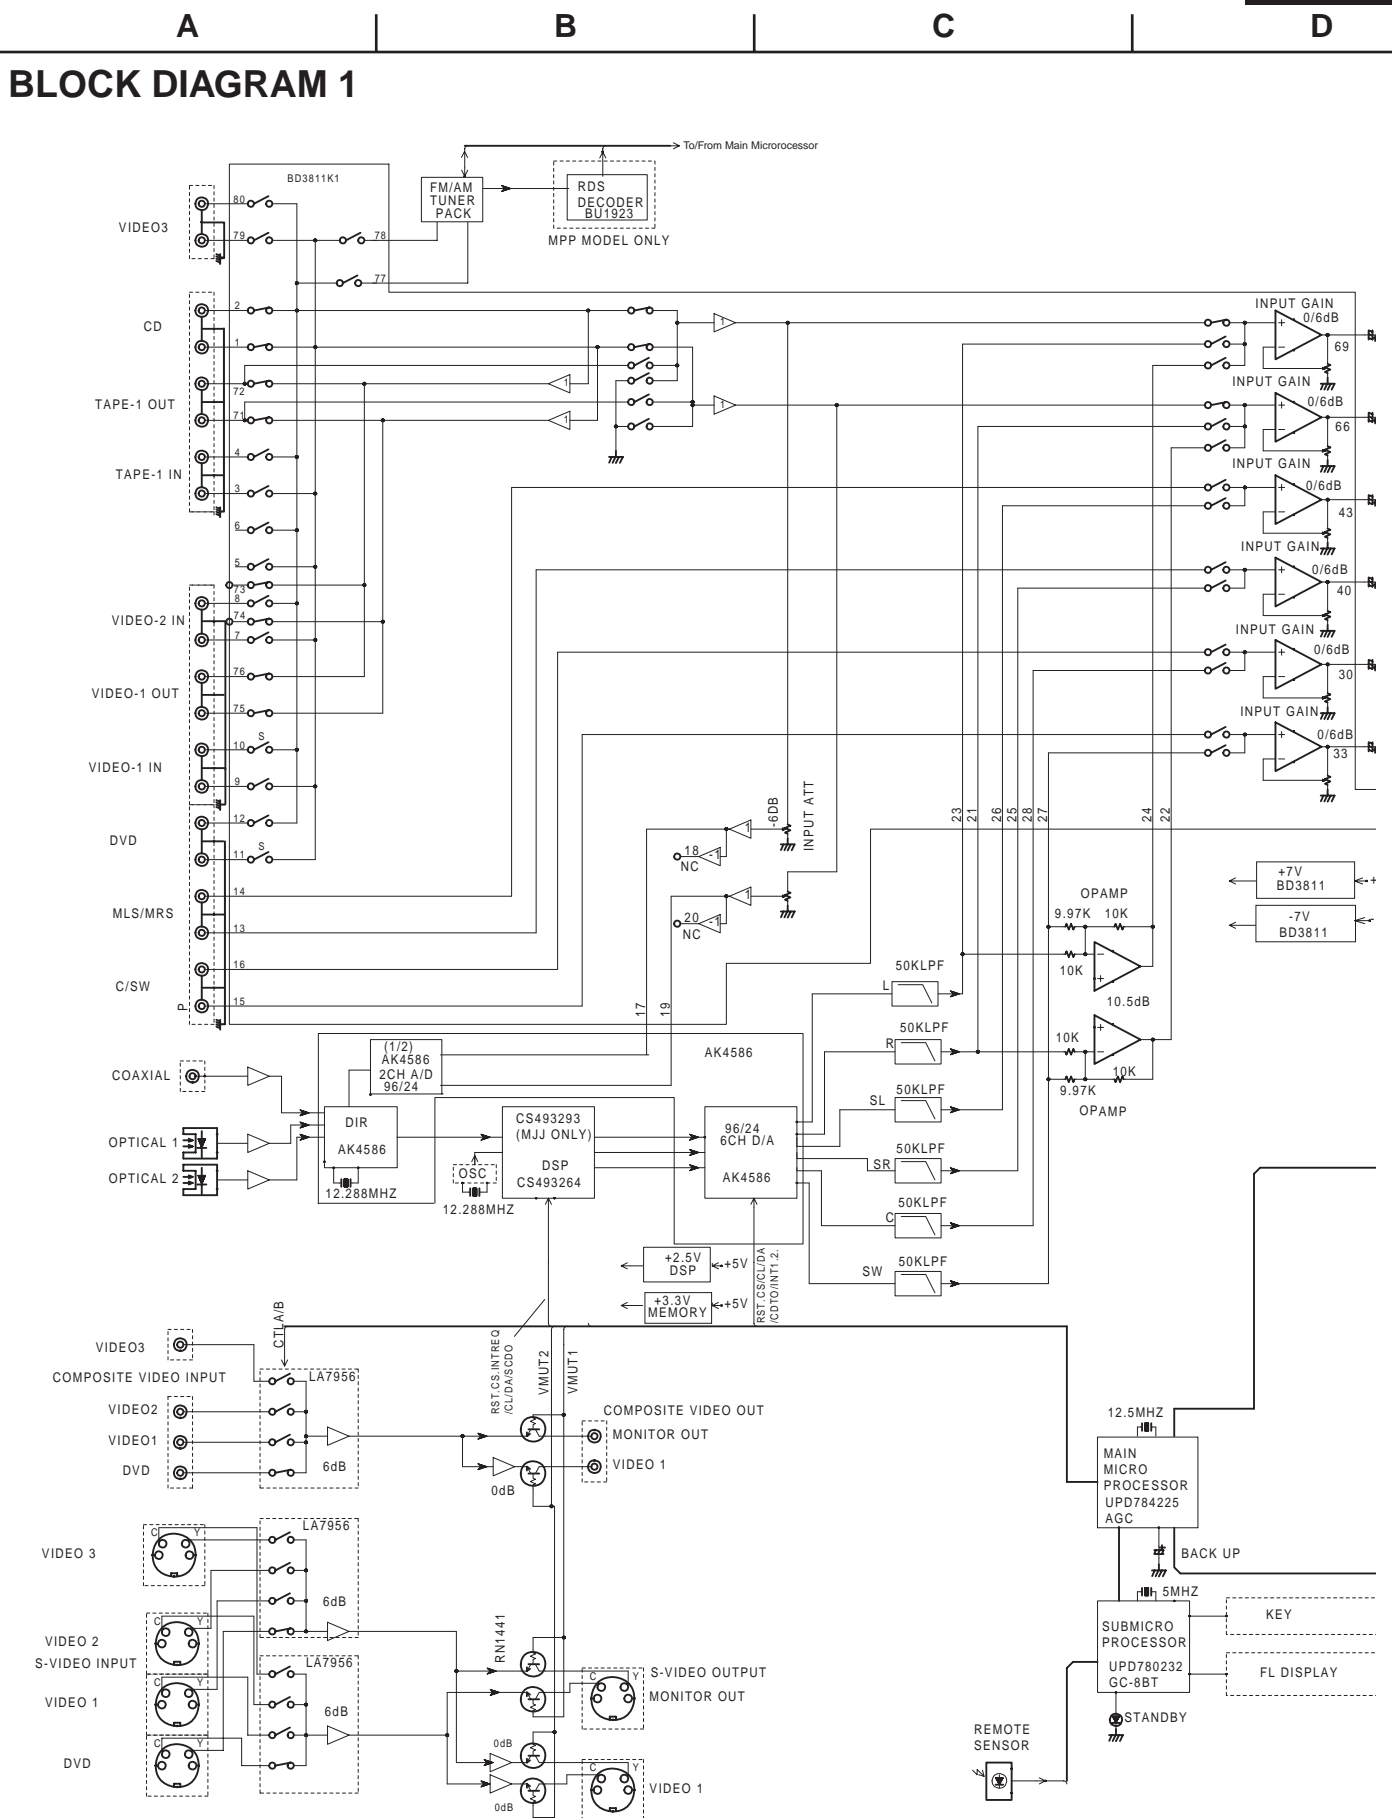 A
B
C
D
BLOCK DIAGRAM 1
To/From Main Microrocessor
BD3811K1
FM/AM
TUNER
PACK
RDS
DECODER
BU1923
MPP MODEL ONLY
VIDEO3
80
79
78
77
CD
2
1
1
1
TAPE-1 OUT
72
71
1
1
TAPE-1 IN
4
3
6
5
73
8
VIDEO-2 IN
74
7
76
VIDEO-1 OUT
75
10
S
VIDEO-1 IN
9
DVD
12
11
S
MLS/MRS
14
13
C/SW
16
15
P
INPUT GAIN
0/6dB
+
−
69
INPUT GAIN
0/6dB
+
−
66
INPUT GAIN
0/6dB
+
−
43
INPUT GAIN
0/6dB
+
−
40
INPUT GAIN
0/6dB
+
−
30
INPUT GAIN
0/6dB
+
−
33
-6DB
INPUT ATT
1
18
-1
NC
1
20
-1
NC
17
19
23
21
26
25
28
27
24
22
+7V
BD3811
+
-7V
BD3811
-
OPAMP
9.97K
10K
10K
−
+
10.5dB
10K
+
−
10K
9.97K
OPAMP
50KLPF
L
50KLPF
R
50KLPF
SL
50KLPF
SR
50KLPF
C
50KLPF
SW
COAXIAL
OPTICAL 1
OPTICAL 2
(1/2)
AK4586
2CH A/D
96/24
DIR
AK4586
12.288MHZ
OSC
12.288MHZ
CS493293
(MJJ ONLY)
DSP
CS493264
AK4586
96/24
6CH D/A
AK4586
+2.5V
DSP
+5V
+3.3V
MEMORY
+5V
RST.CS/CL/DA
/CDTO/INT1.2.
CTLA/B
RST.CS.INTREQ
/CL/DA/SCDO
VMUT2
VMUT1
VIDEO3
COMPOSITE VIDEO INPUT
VIDEO2
VIDEO1
DVD
LA7956
6dB
0dB
COMPOSITE VIDEO OUT
MONITOR OUT
VIDEO 1
VIDEO 3
C
Y
LA7956
6dB
VIDEO 2
S-VIDEO INPUT
C
Y
VIDEO 1
C
Y
DVD
C
Y
LA7956
6dB
RN1441
C
Y
S-VIDEO OUTPUT
MONITOR OUT
0dB
0dB
C
Y
VIDEO 1
12.5MHZ
MAIN
MICRO
PROCESSOR
UPD784225
AGC
BACK UP
5MHZ
SUBMICRO
PROCESSOR
UPD780232
GC-8BT
KEY
FL DISPLAY
STANDBY
REMOTE
SENSOR